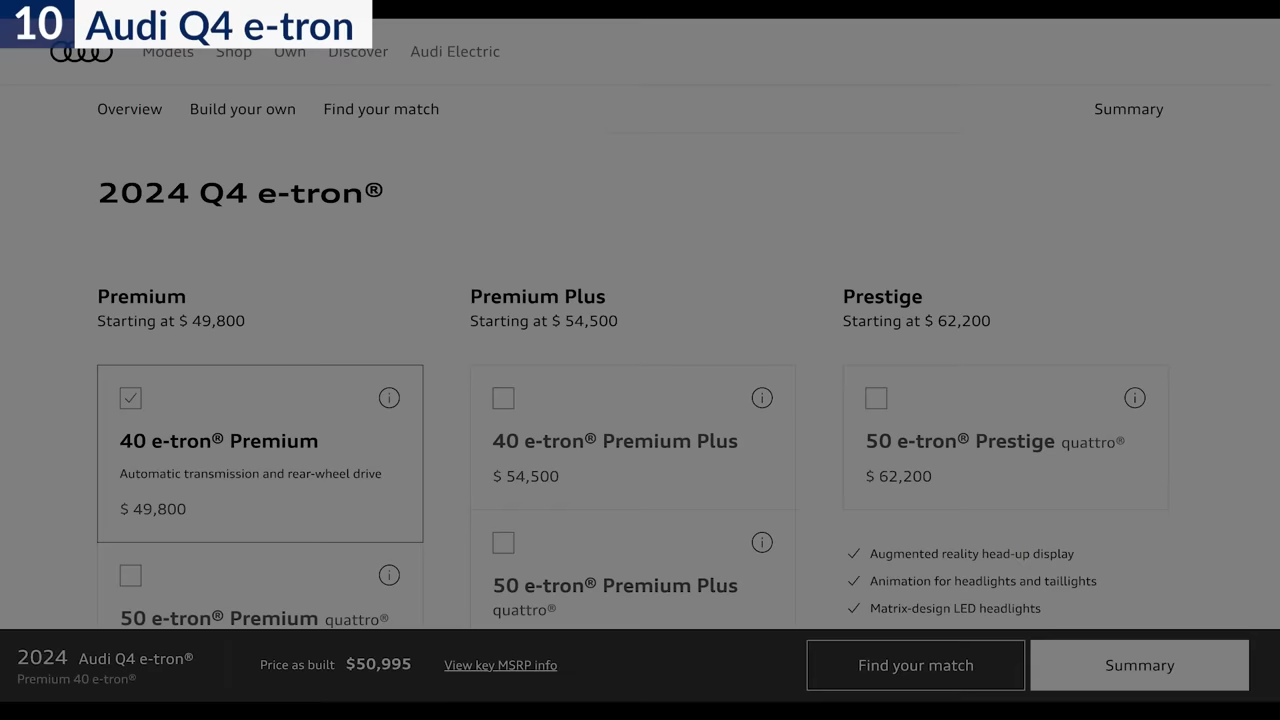 10 Audi Q4 e-tron
Models Shop Own Discover Audi Electric
Overview Build your own Find your match Summary
2024 Q4 e-tron®
Premium
Starting at $ 49,800
40 e-tron® Premium
Automatic transmission and rear-wheel drive
$ 49,800
50 e-tron® Premium quattro®
Premium Plus
Starting at $ 54,500
40 e-tron® Premium Plus
$ 54,500
50 e-tron® Premium Plus
quattro®
Prestige
Starting at $ 62,200
50 e-tron® Prestige quattro®
$ 62,200
Augmented reality head-up display
Animation for headlights and taillights
Matrix-design LED headlights
2024 Audi Q4 e-tron®
Premium 40 e-tron®
Price as built $50,995 View key MSRP info
Find your match
Summary